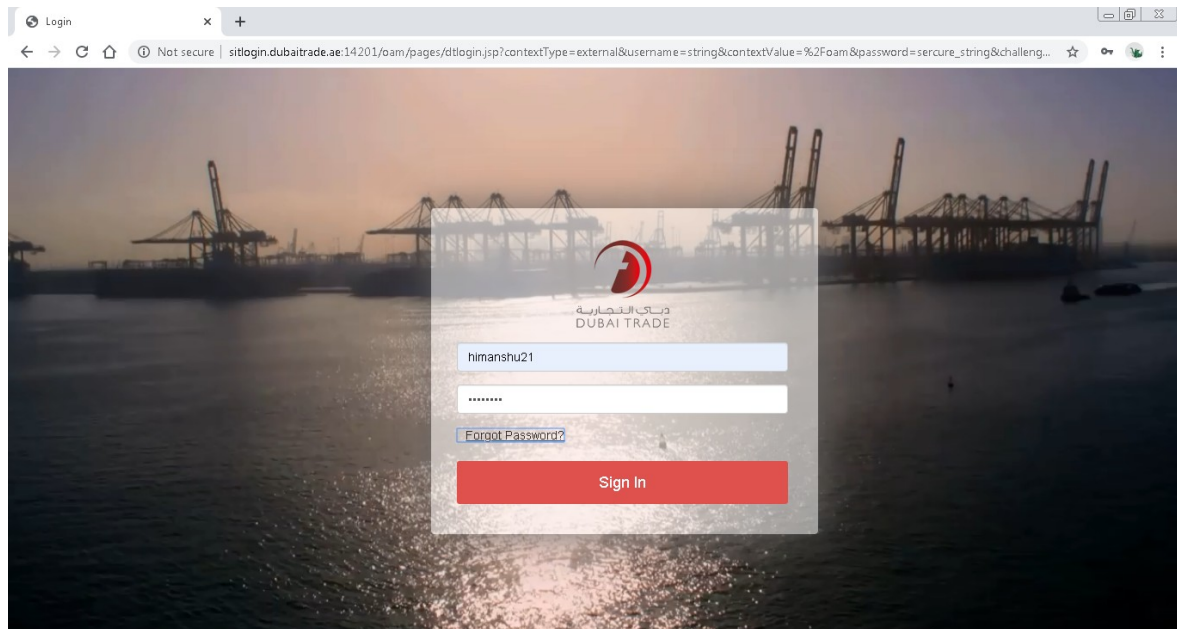 Login
Not secure | sitlogin.dubaitrade.ae:14201/oam/pages/dtlogin.jsp?contextType=external&username=string&contextValue=%2Foam&password=sercure_string&challeng...
دبي التجارية
DUBAI TRADE
himanshu21
Forgot Password?
Sign In